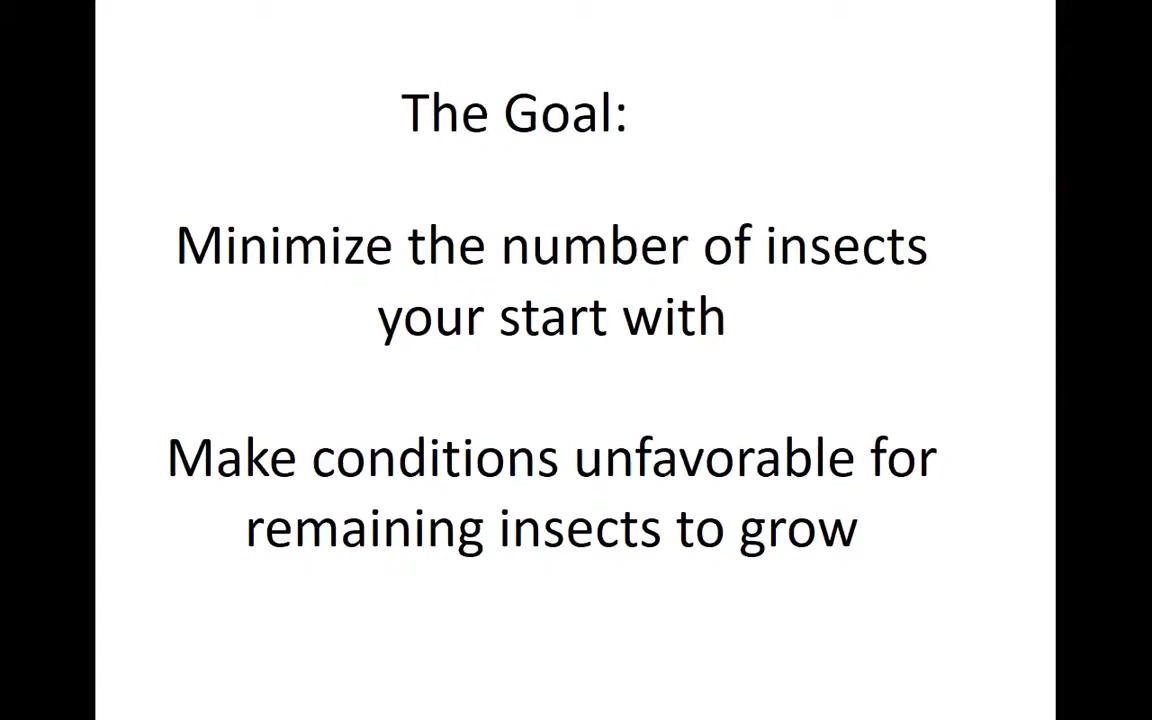 The Goal:
Minimize the number of insects
your start with
Make conditions unfavorable for
remaining insects to grow